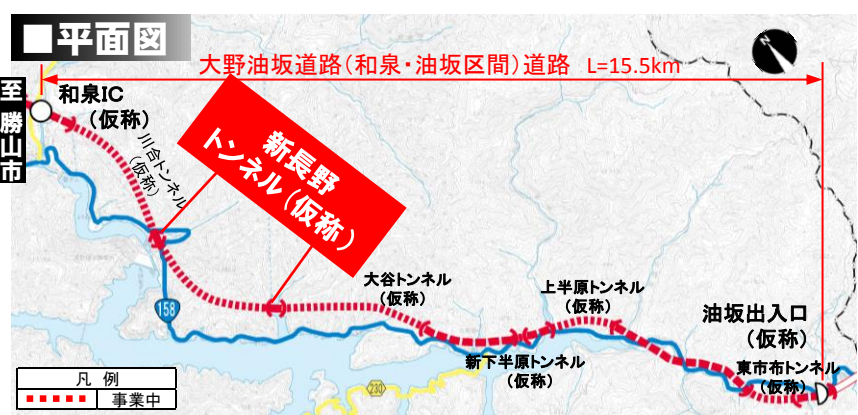 ■平面図
大野油坂道路(和泉・油坂区間)道路 L=15.5km
至 勝山市
和泉IC
(仮称)
川合トンネル
(仮称)
新長野
トンネル(仮称)
158
大谷トンネル
(仮称)
上半原トンネル
(仮称)
新下半原トンネル
(仮称)
油坂出入口
(仮称)
東市布トンネル
(仮称)
230
凡 例
事業中